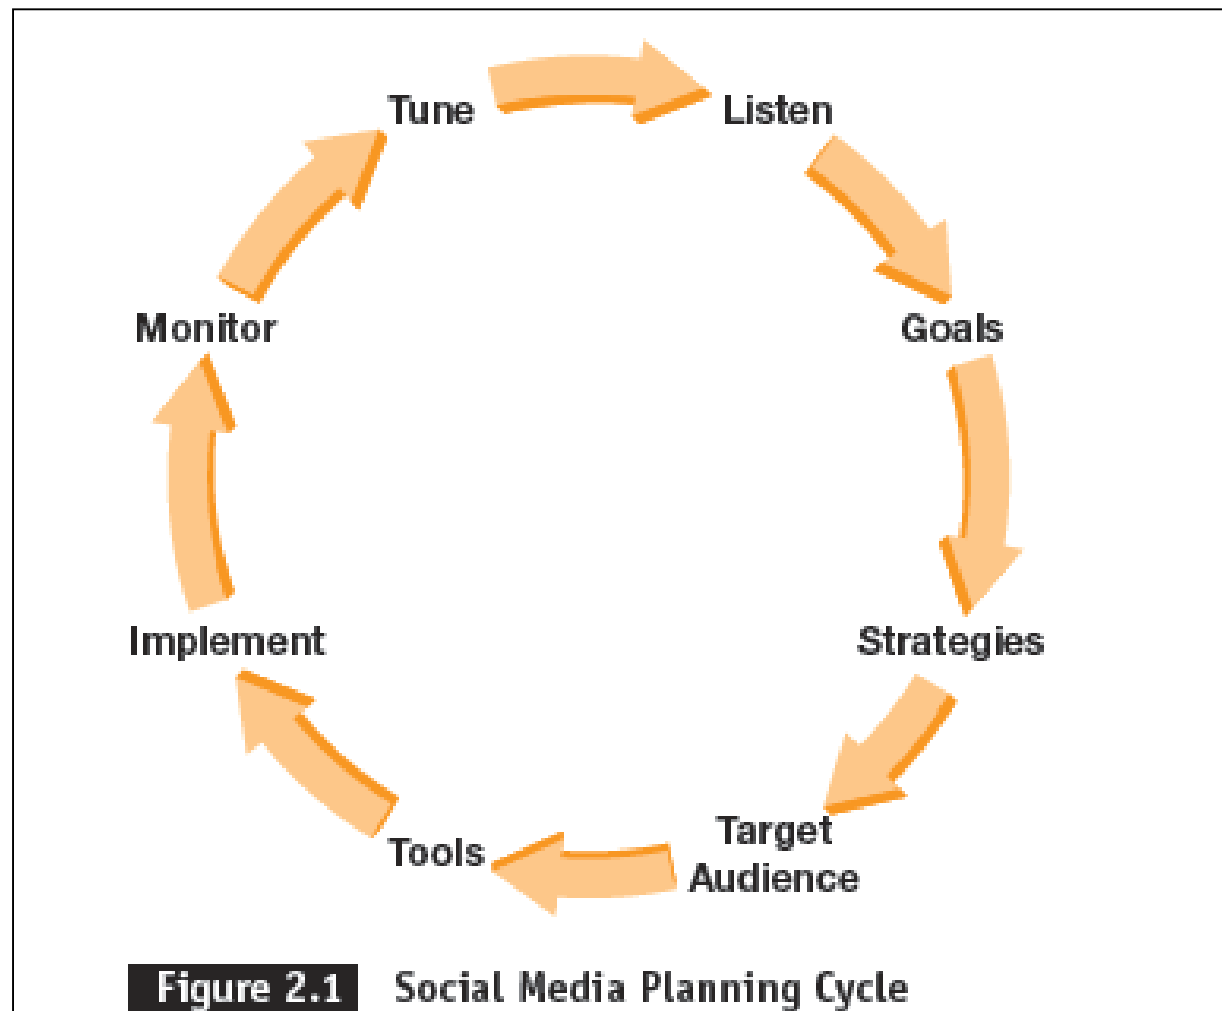 Tune
Listen
Goals
Strategies
Target
Audience
Tools
Implement
Monitor
Figure 2.1 Social Media Planning Cycle